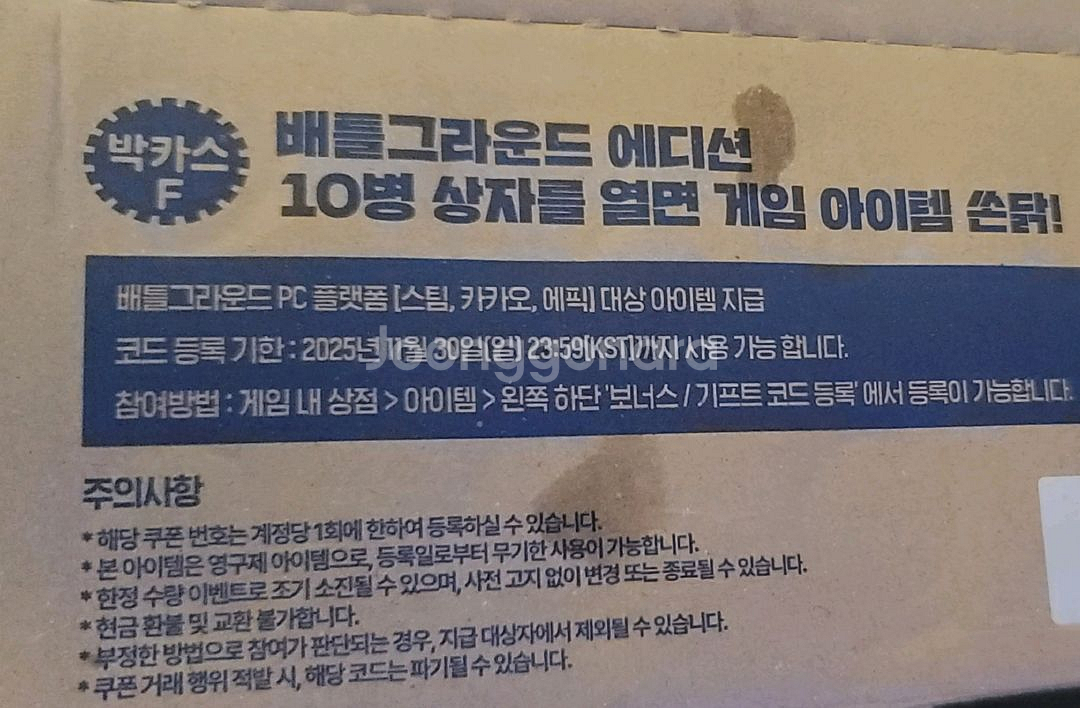 박카스
F
배틀그라운드 에디션
10병 상자를 열면 게임 아이템 쏟닭!
배틀그라운드 PC 플랫폼 [스팀, 카카오, 에픽] 대상 아이템 지급
코드 등록 기한 : 2025년 11월 30일(일) 23:59(KST)까지 사용 가능 합니다.
Joonggonara
참여방법 : 게임 내 상점 > 아이템 > 왼쪽 하단 '보너스 / 기프트 코드 등록' 에서 등록이 가능합니다.
주의사항
* 해당 쿠폰 번호는 계정당 1회에 한하여 등록하실 수 있습니다.
* 본 아이템은 영구제 아이템으로, 등록일로부터 무기한 사용이 가능합니다.
* 한정 수량 이벤트로 조기 소진될 수 있으며, 사전 고지 없이 변경 또는 종료될 수 있습니다.
* 현금 환불 및 교환 불가합니다.
* 부정한 방법으로 참여가 판단되는 경우, 지급 대상자에서 제외될 수 있습니다.
* 쿠폰 거래 행위 적발 시, 해당 코드는 파기될 수 있습니다.